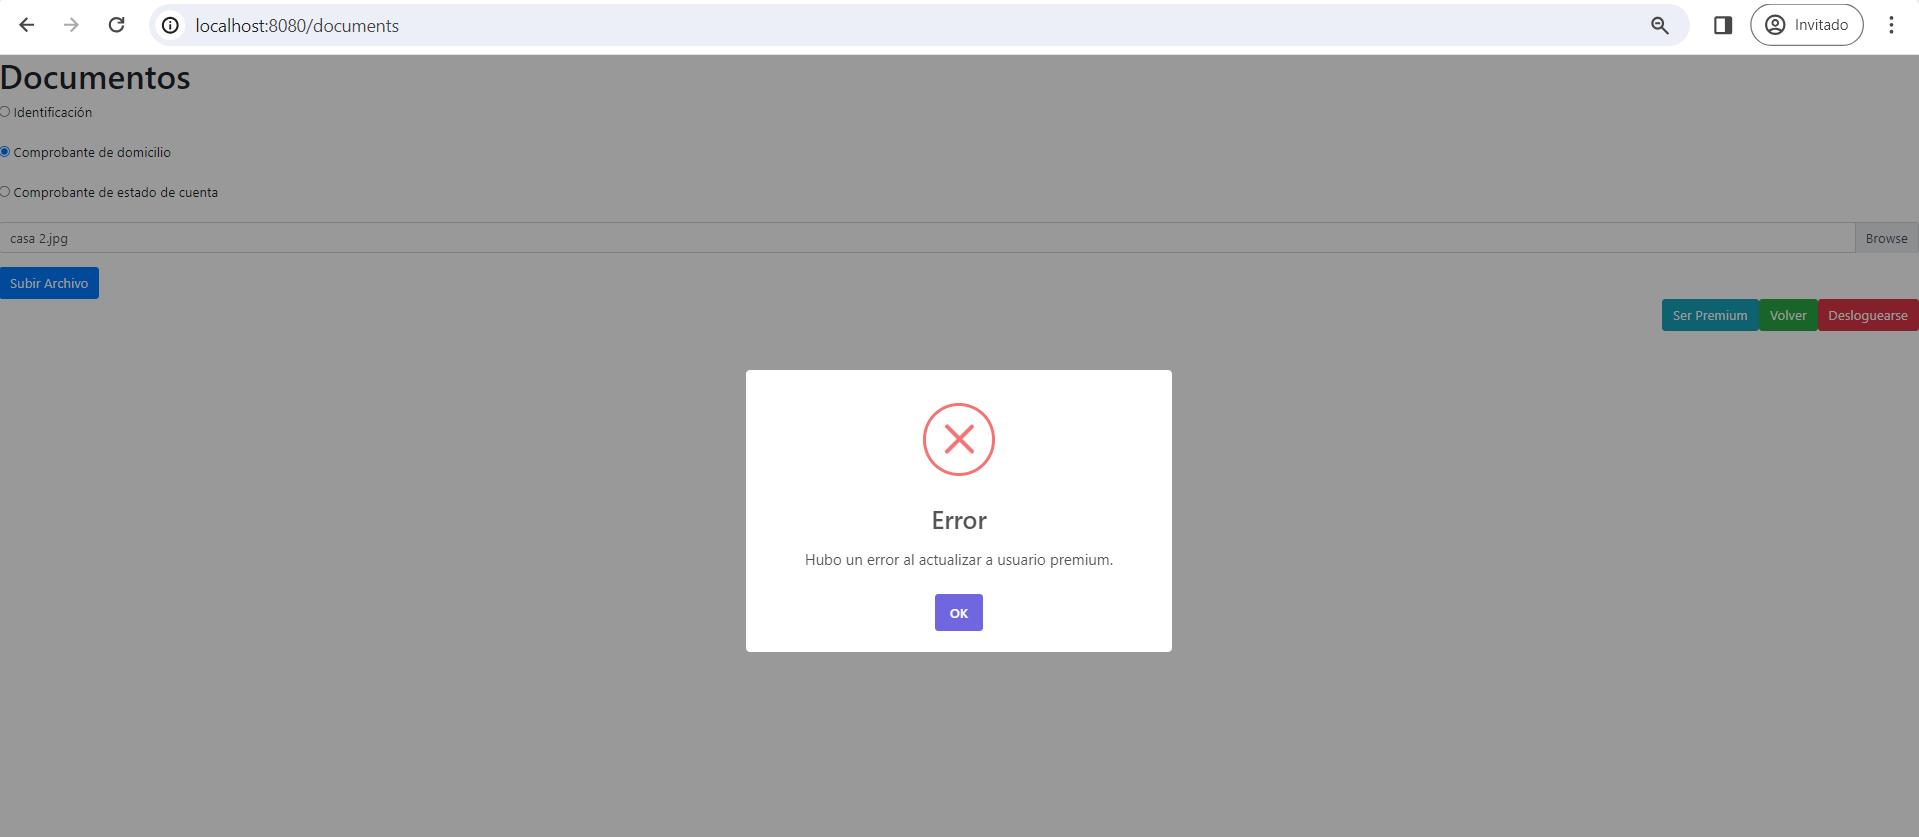 localhost:8080/documents
Invitado
Documentos
Identificación
Comprobante de domicilio
Comprobante de estado de cuenta
casa 2.jpg
Browse
Subir Archivo
Ser Premium
Volver
Desloguearse
Error
Hubo un error al actualizar a usuario premium.
OK